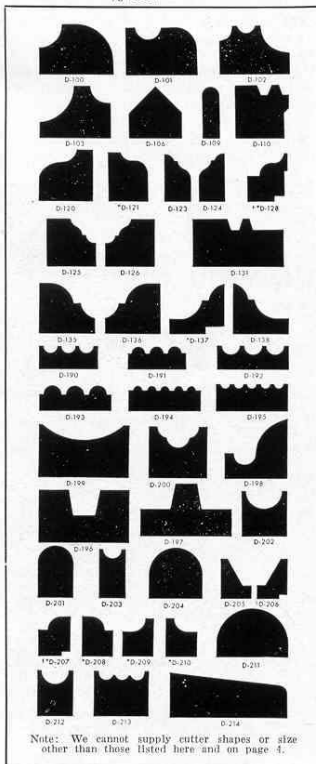 D-100 D-101 D-102
D-103 D-106 D-109 D-110
D-120 *D-121 D-123 D-124 **D-128
D-125 D-126 D-131
D-135 D-136 *D-137 D-138
D-190 D-191 D-192
D-193 D-194 D-195
D-199 D-200 D-198
D-196 D-197 D-202
D-201 D-203 D-204 D-205 *D-206
**D-207 *D-208 *D-209 *D-210 D-211
D-212 D-213 D-214
Note: We cannot supply cutter shapes or size
other than those listed here and on page 4.